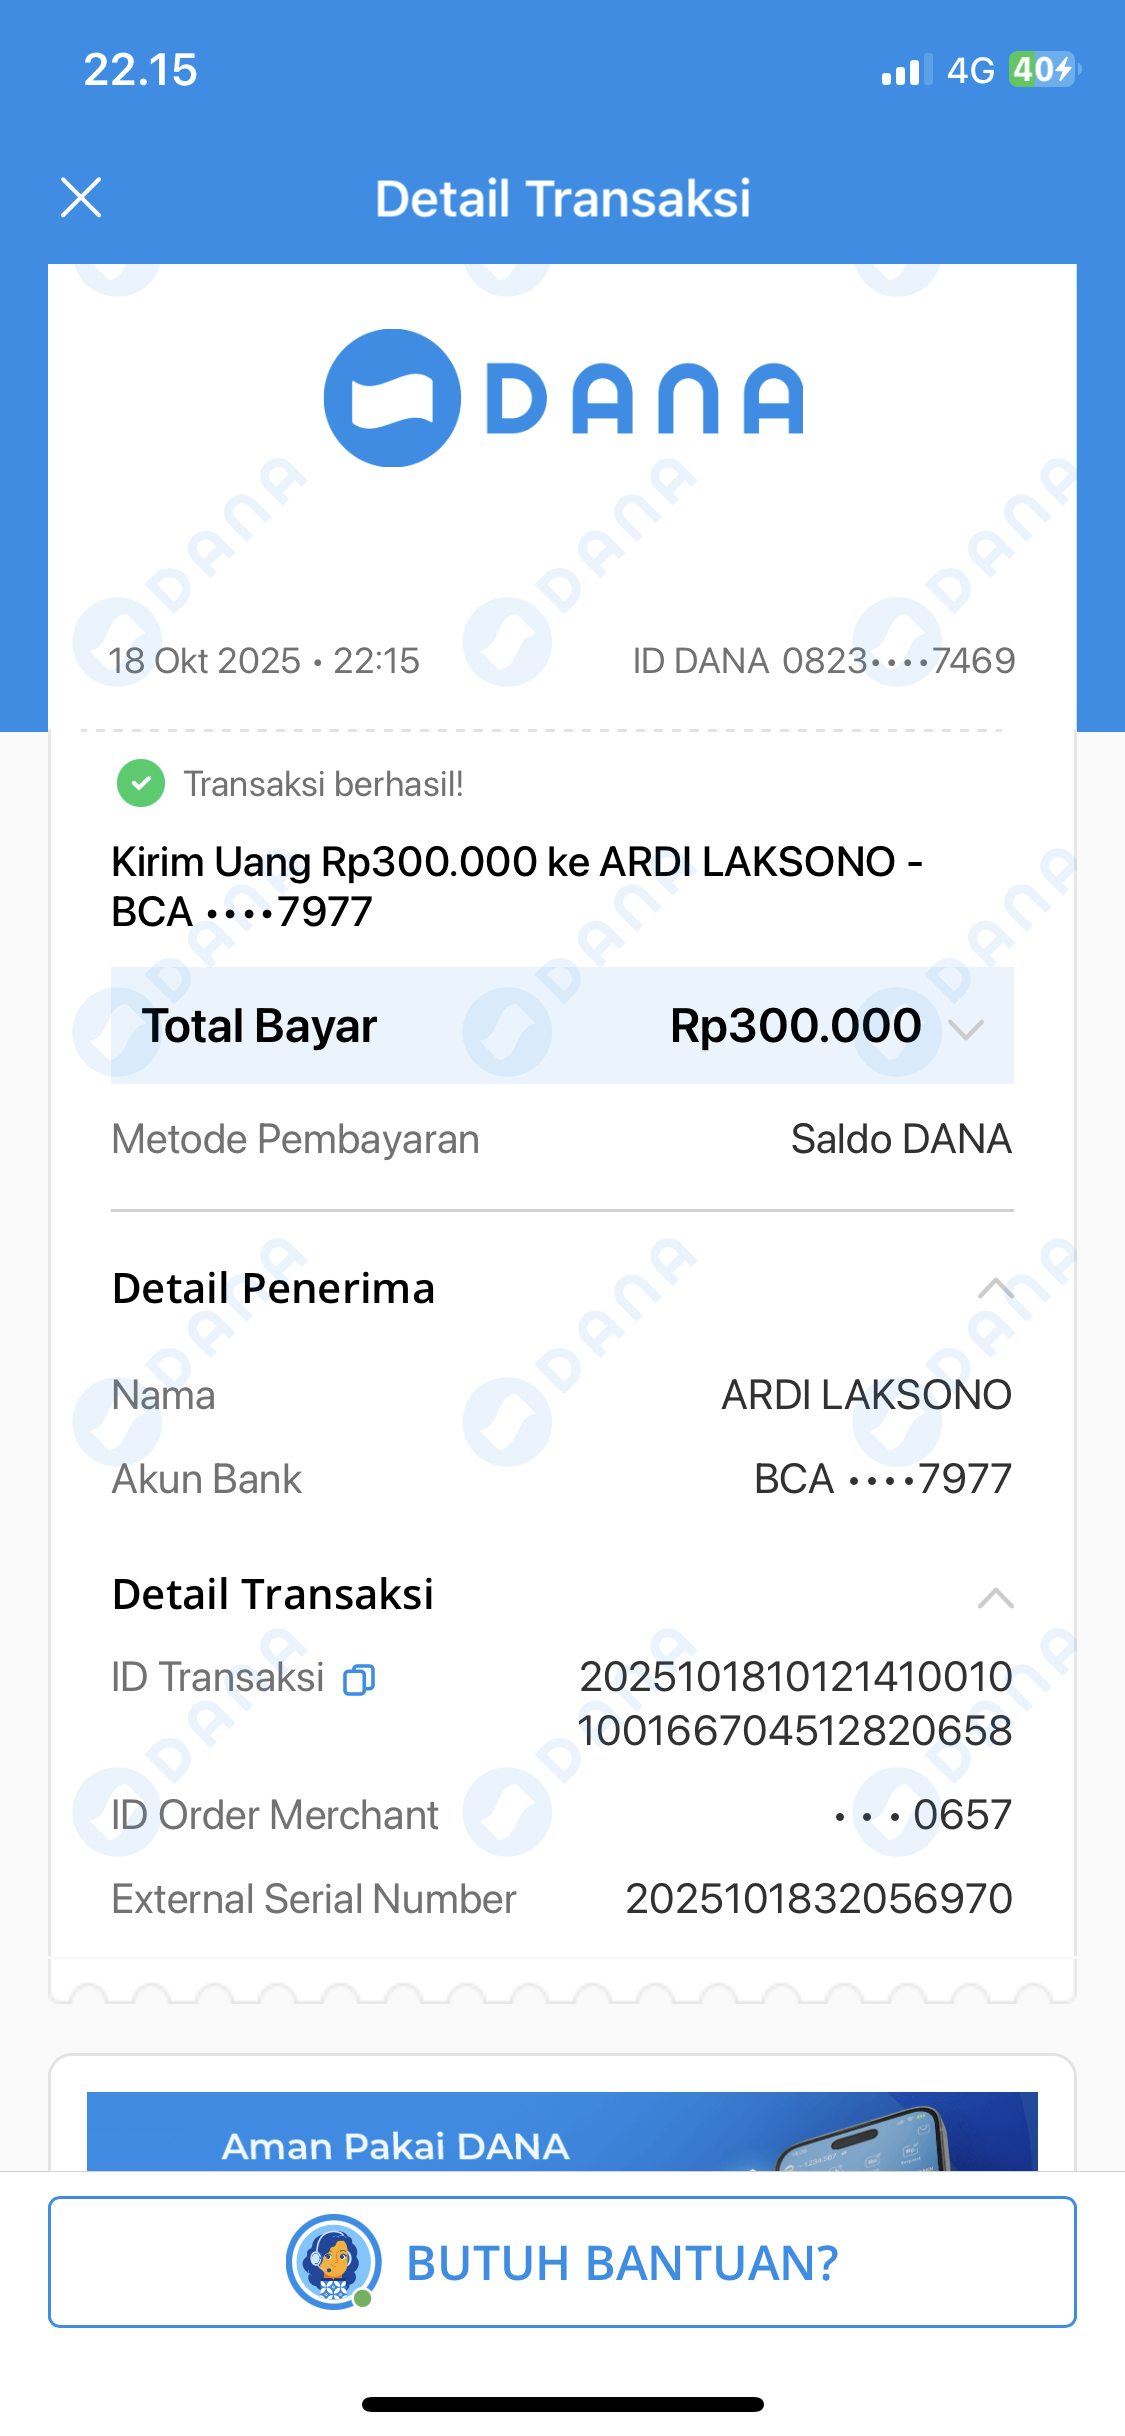 22.15
4G 40
Detail Transaksi
DANA
18 Okt 2025 • 22:15
ID DANA 0823••••7469
Transaksi berhasil!
Kirim Uang Rp300.000 ke ARDI LAKSONO -
BCA ••••7977
Total Bayar Rp300.000
Metode Pembayaran Saldo DANA
Detail Penerima
Nama ARDI LAKSONO
Akun Bank BCA ••••7977
Detail Transaksi
ID Transaksi 2025101810121410010
100166704512820658
ID Order Merchant • • • 0657
External Serial Number 2025101832056970
Aman Pakai DANA
BUTUH BANTUAN?